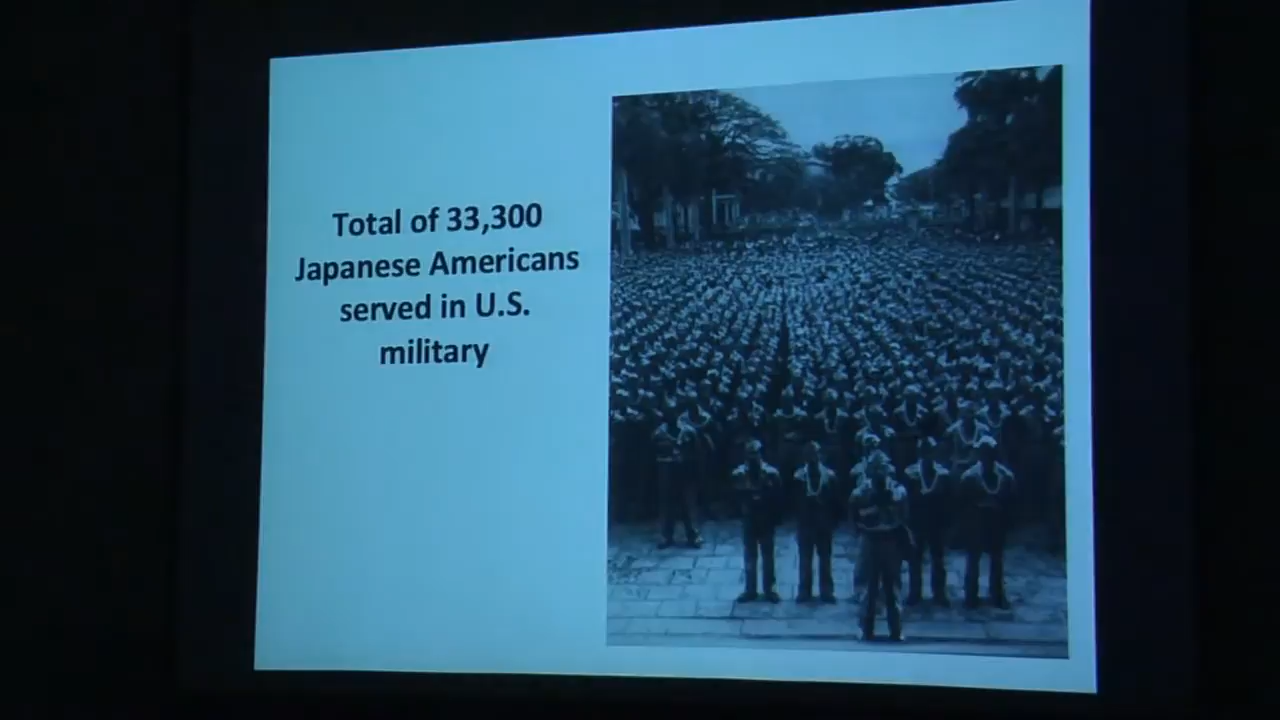 Total of 33,300
Japanese Americans
served in U.S.
military